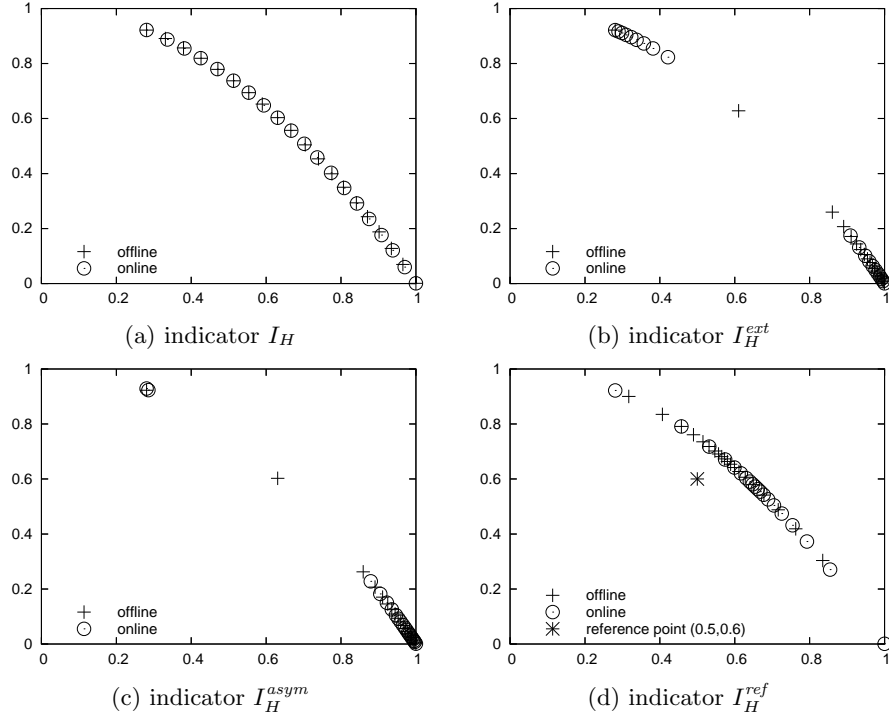 1
0.8
0.6
0.4
0.2
0
+ offline
⊙ online
0 0.2 0.4 0.6 0.8 1
(a) indicator I_H
1
0.8
0.6
0.4
0.2
0
+ offline
⊙ online
0 0.2 0.4 0.6 0.8 1
(b) indicator I_H^{ext}
1
0.8
0.6
0.4
0.2
0
+ offline
⊙ online
0 0.2 0.4 0.6 0.8 1
(c) indicator I_H^{asym}
1
0.8
0.6
0.4
0.2
0
+ offline
⊙ online
✳ reference point (0.5,0.6)
0 0.2 0.4 0.6 0.8 1
(d) indicator I_H^{ref}